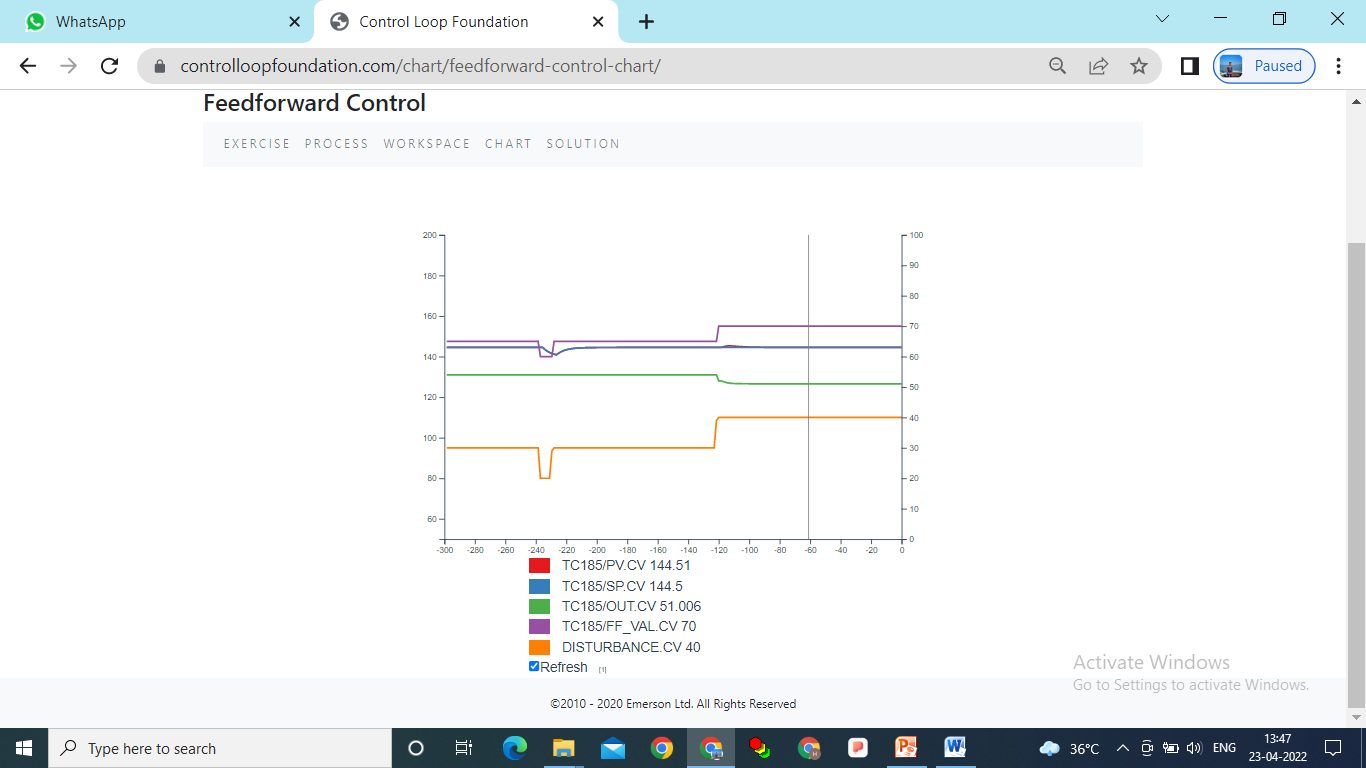 WhatsApp
Control Loop Foundation
controlloopfoundation.com/chart/feedforward-control-chart/
Paused
Feedforward Control
EXERCISE PROCESS WORKSPACE CHART SOLUTION
200
180
160
140
120
100
80
60
100
90
80
70
60
50
40
30
20
10
0
-300 -280 -260 -240 -220 -200 -180 -160 -140 -120 -100 -80 -60 -40 -20 0
TC185/PV.CV 144.51
TC185/SP.CV 144.5
TC185/OUT.CV 51.006
TC185/FF_VAL.CV 70
DISTURBANCE.CV 40
Refresh [1]
Activate Windows
Go to Settings to activate Windows.
©2010 - 2020 Emerson Ltd. All Rights Reserved
Type here to search
36°C
ENG
13:47
23-04-2022